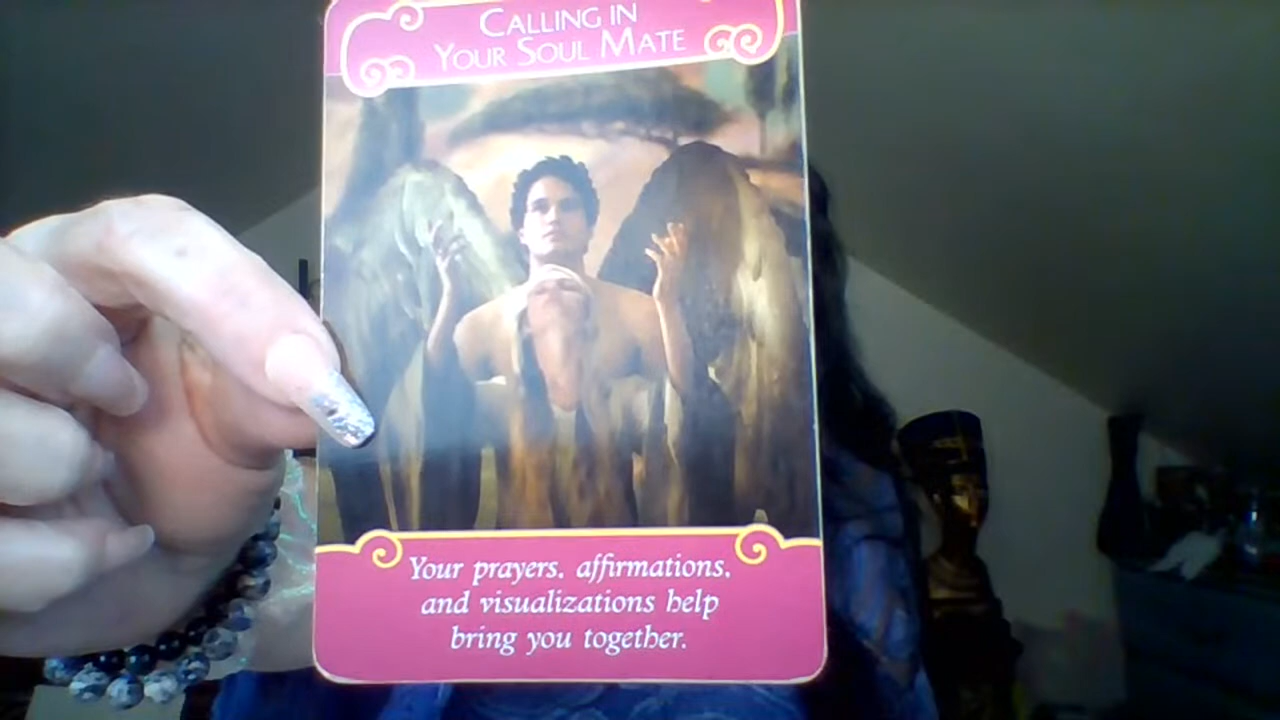 CALLING IN
YOUR SOUL MATE
Your prayers, affirmations,
and visualizations help
bring you together.